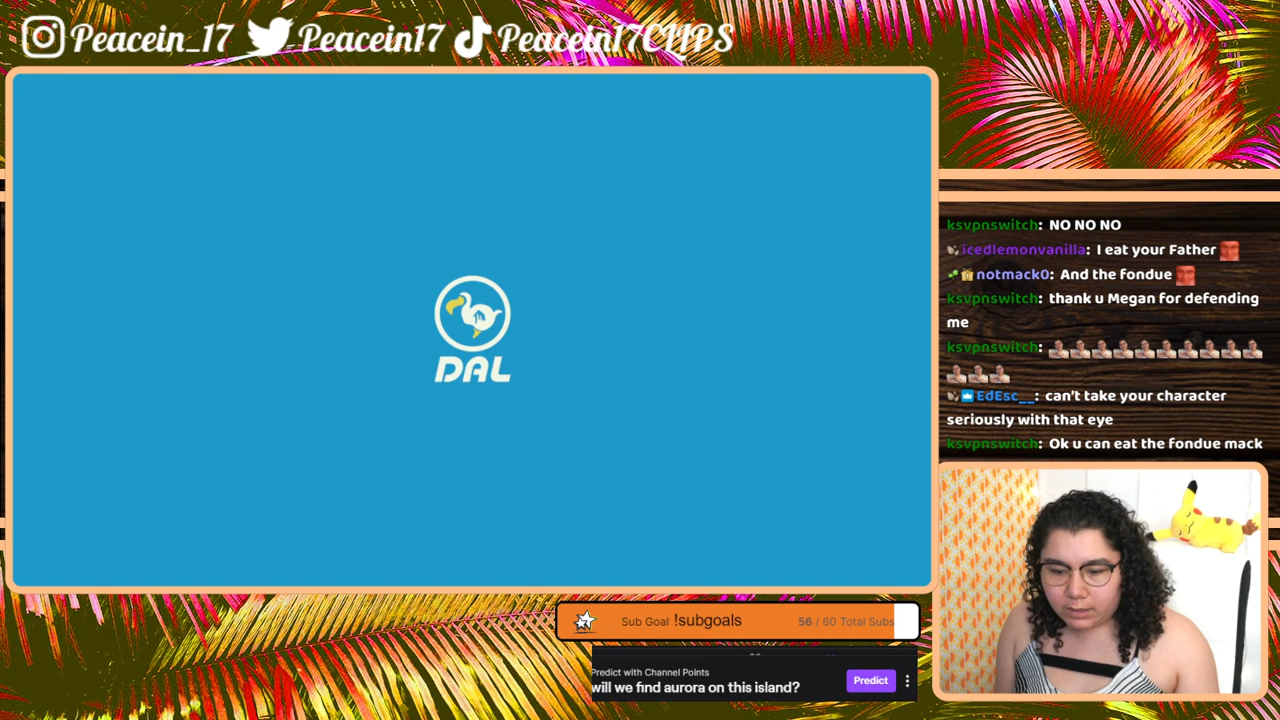 Peacein_17 Peacein17 Peacein17CLIPS
DAL
ksvpnswitch: NO NO NO
icedlemonvanilla: I eat your Father
notmack0: And the fondue
ksvpnswitch: thank u Megan for defending
me
ksvpnswitch:
EdEsc__: can't take your character
seriously with that eye
ksvpnswitch: Ok u can eat the fondue mack
Sub Goal !subgoals 56 / 60 Total Subs
Predict with Channel Points
will we find aurora on this island?
Predict